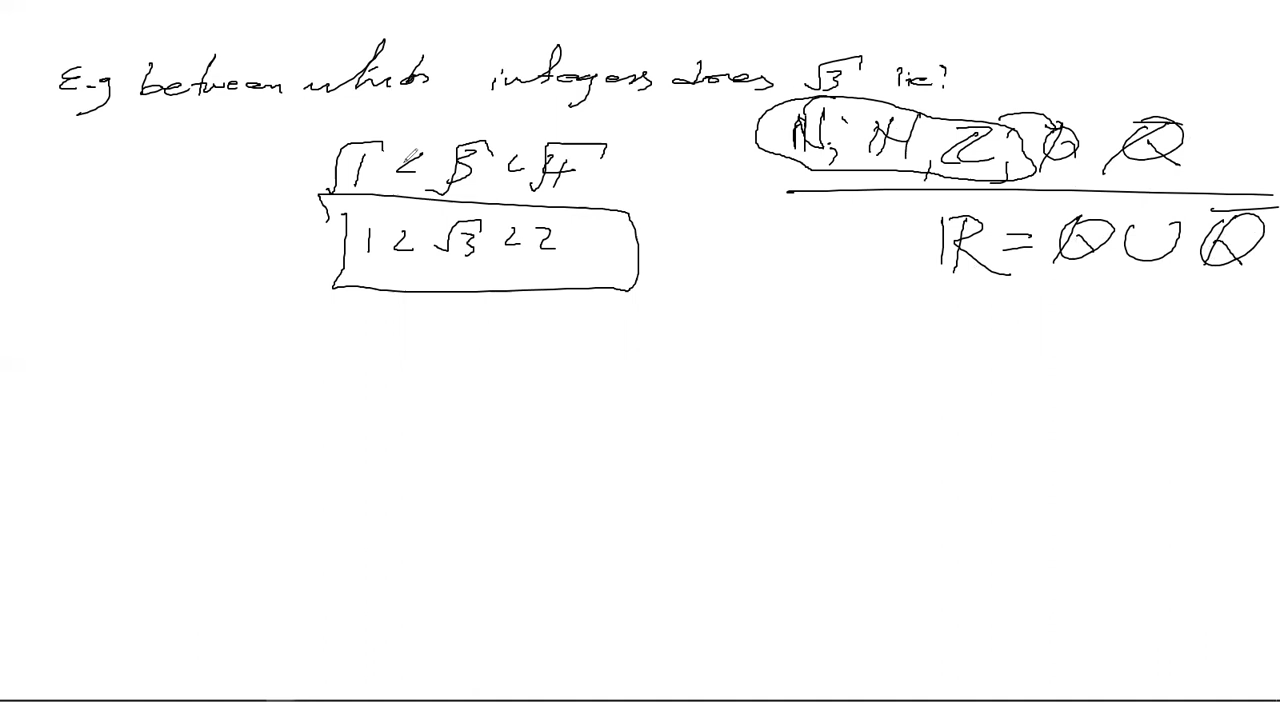 E.g between which integers does √3 lie?
ℕ, ℕ, ℤ, ℚ ℚ̅
√1 < √3 < √4
1 < √3 < 2
ℝ = ℚ ∪ ℚ̅